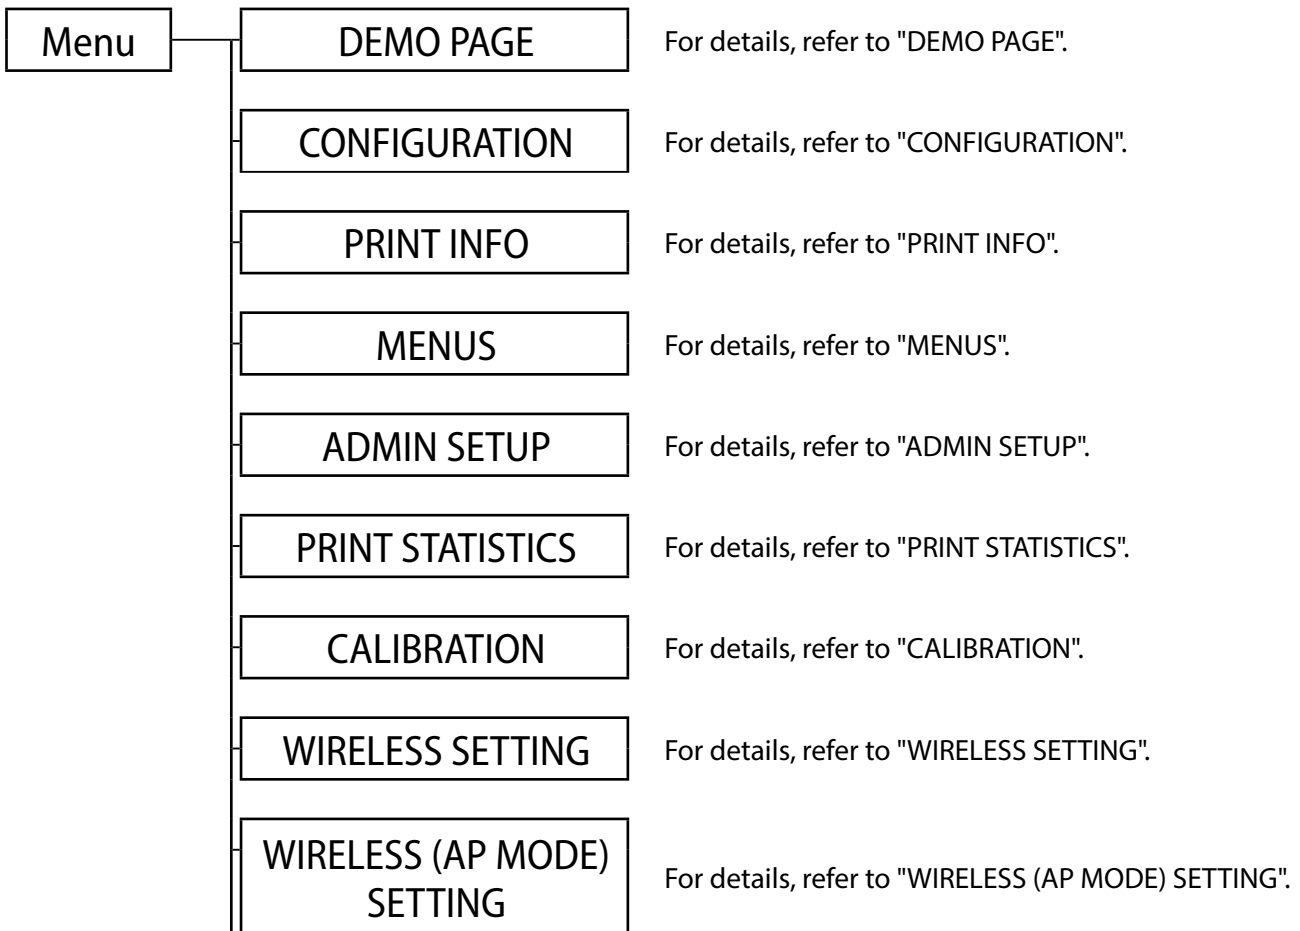 Menu
DEMO PAGE
For details, refer to "DEMO PAGE".
CONFIGURATION
For details, refer to "CONFIGURATION".
PRINT INFO
For details, refer to "PRINT INFO".
MENUS
For details, refer to "MENUS".
ADMIN SETUP
For details, refer to "ADMIN SETUP".
PRINT STATISTICS
For details, refer to "PRINT STATISTICS".
CALIBRATION
For details, refer to "CALIBRATION".
WIRELESS SETTING
For details, refer to "WIRELESS SETTING".
WIRELESS (AP MODE)
SETTING
For details, refer to "WIRELESS (AP MODE) SETTING".